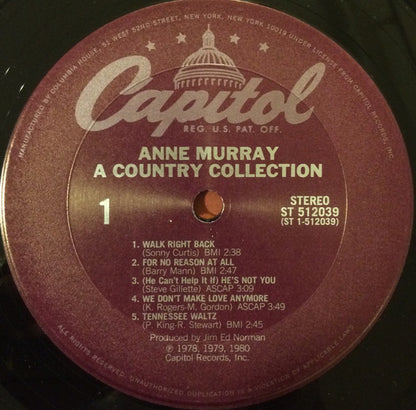 MANUFACTURED BY COLUMBIA HOUSE, 51 WEST 52ND STREET, NEW YORK, NEW YORK 10019 UNDER LICENSE FROM CAPITOL RECORDS, INC.
Capitol
REG. U.S. PAT. OFF.
ANNE MURRAY
A COUNTRY COLLECTION
1
STEREO
ST 512039
(ST 1-512039)
1. WALK RIGHT BACK
(Sonny Curtis) BMI 2:38
2. FOR NO REASON AT ALL
(Barry Mann) BMI 2:47
3. (He Can't Help It If) HE'S NOT YOU
(Steve Gillette) ASCAP 3:09
4. WE DON'T MAKE LOVE ANYMORE
(K. Rogers-M. Gordon) ASCAP 3:49
5. TENNESSEE WALTZ
(P. King-R. Stewart) BMI 2:45
Produced by Jim Ed Norman
℗ 1978, 1979, 1980
Capitol Records, Inc.
ALL RIGHTS RESERVED. UNAUTHORIZED DUPLICATION IS A VIOLATION OF APPLICABLE LAWS